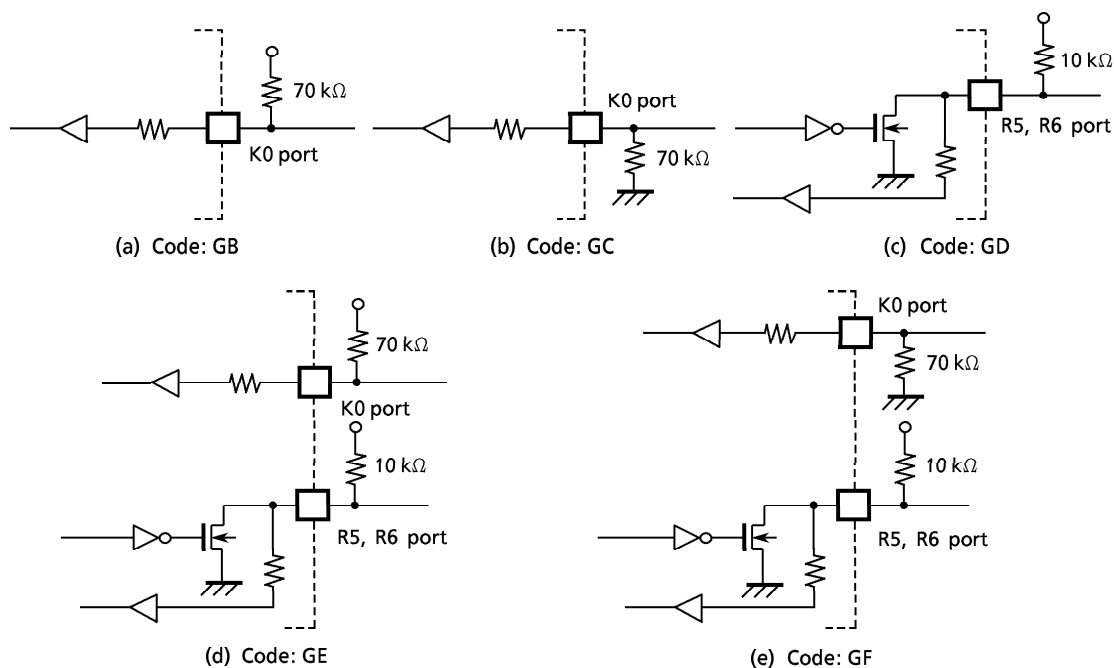 70 kΩ
K0 port
(a) Code: GB
K0 port
70 kΩ
(b) Code: GC
10 kΩ
R5, R6 port
(c) Code: GD
70 kΩ
K0 port
10 kΩ
R5, R6 port
(d) Code: GE
K0 port
70 kΩ
10 kΩ
R5, R6 port
(e) Code: GF